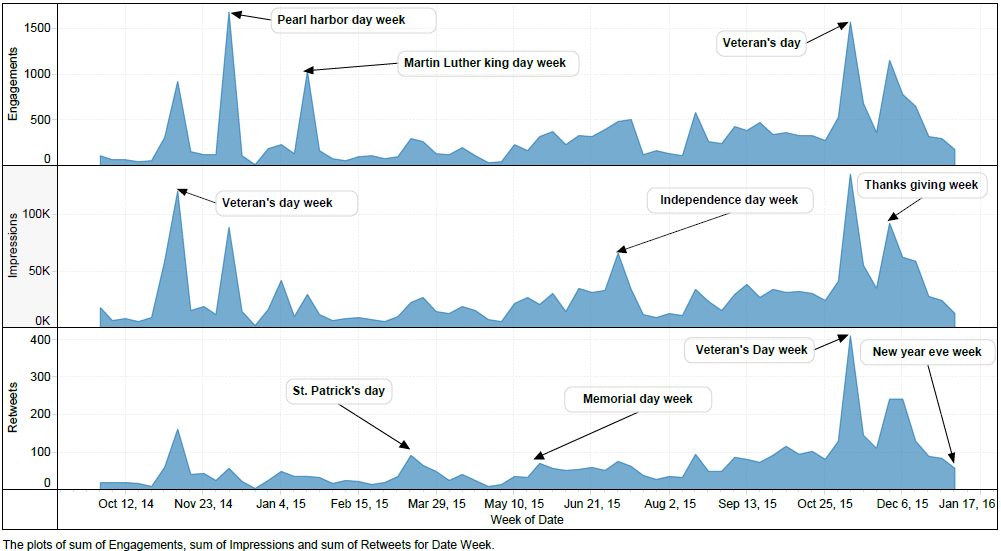 Engagements
1500
1000
500
0
Pearl harbor day week
Martin Luther king day week
Veteran's day
Impressions
100K
50K
0K
Veteran's day week
Independence day week
Thanks giving week
Retweets
400
300
200
100
0
St. Patrick's day
Memorial day week
Veteran's Day week
New year eve week
Oct 12, 14 Nov 23, 14 Jan 4, 15 Feb 15, 15 Mar 29, 15 May 10, 15 Jun 21, 15 Aug 2, 15 Sep 13, 15 Oct 25, 15 Dec 6, 15 Jan 17, 16
Week of Date
The plots of sum of Engagements, sum of Impressions and sum of Retweets for Date Week.